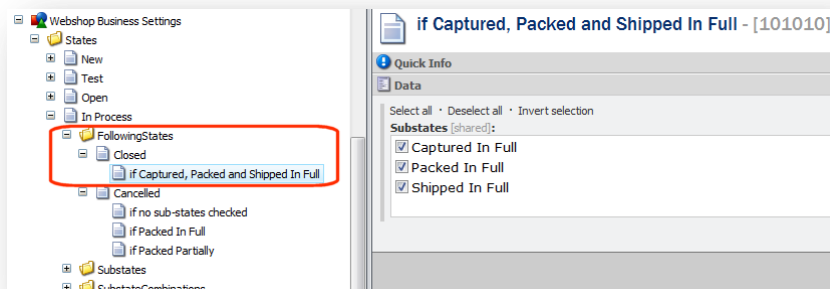 Webshop Business Settings
States
New
Test
Open
In Process
FollowingStates
Closed
if Captured, Packed and Shipped In Full
Cancelled
if no sub-states checked
if Packed In Full
if Packed Partially
Substates
SubstateCombinations
if Captured, Packed and Shipped In Full - [101010]
Quick Info
Data
Select all · Deselect all · Invert selection
Substates [shared]:
Captured In Full
Packed In Full
Shipped In Full